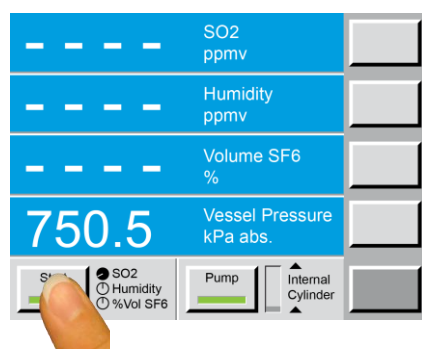 – – – – SO2
ppmv
– – – – Humidity
ppmv
– – – – Volume SF6
%
750.5 Vessel Pressure
kPa abs.
SO2
Humidity
%Vol SF6
Pump
Internal
Cylinder